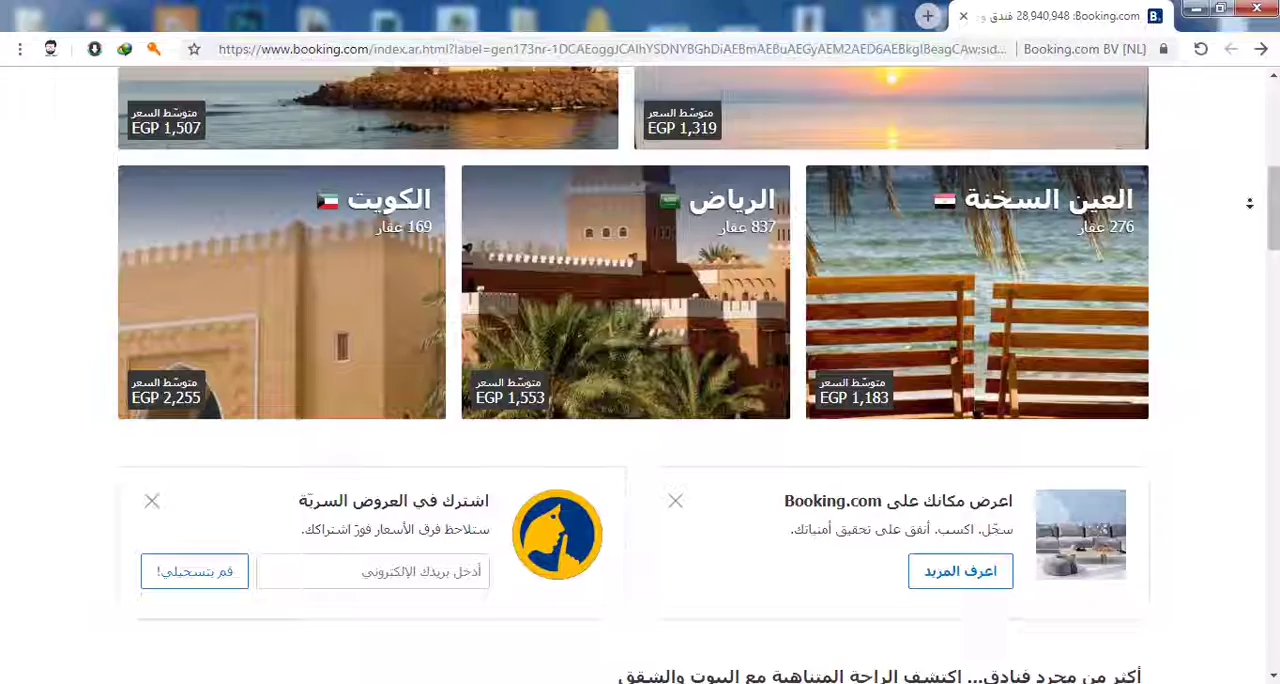 Booking.com: 28,940,948 فندق و
https://www.booking.com/index.ar.html?label=gen173nr-1DCAEoggJCAlhYSDNYBGhDiAEBmAEBuAEGyAEM2AED6AEBkgIBeagCAw;sid...
Booking.com BV [NL]
متوسّط السعر
EGP 1,319
متوسّط السعر
EGP 1,507
العين السخنة
276 عقار
متوسّط السعر
EGP 1,183
الرياض
837 عقار
متوسّط السعر
EGP 1,553
الكويت
169 عقار
متوسّط السعر
EGP 2,255
اعرض مكانك على Booking.com
سجّل. اكسب. أنفق على تحقيق أمنياتك.
اعرف المزيد
اشترك في العروض السريّة
ستلاحظ فرق الأسعار فورَ اشتراكك.
أدخل بريدك الإلكتروني
قم بتسجيلي!
أكثر من مجرد فنادق... اكتشف الراحة المتناهية مع البيوت والشقق